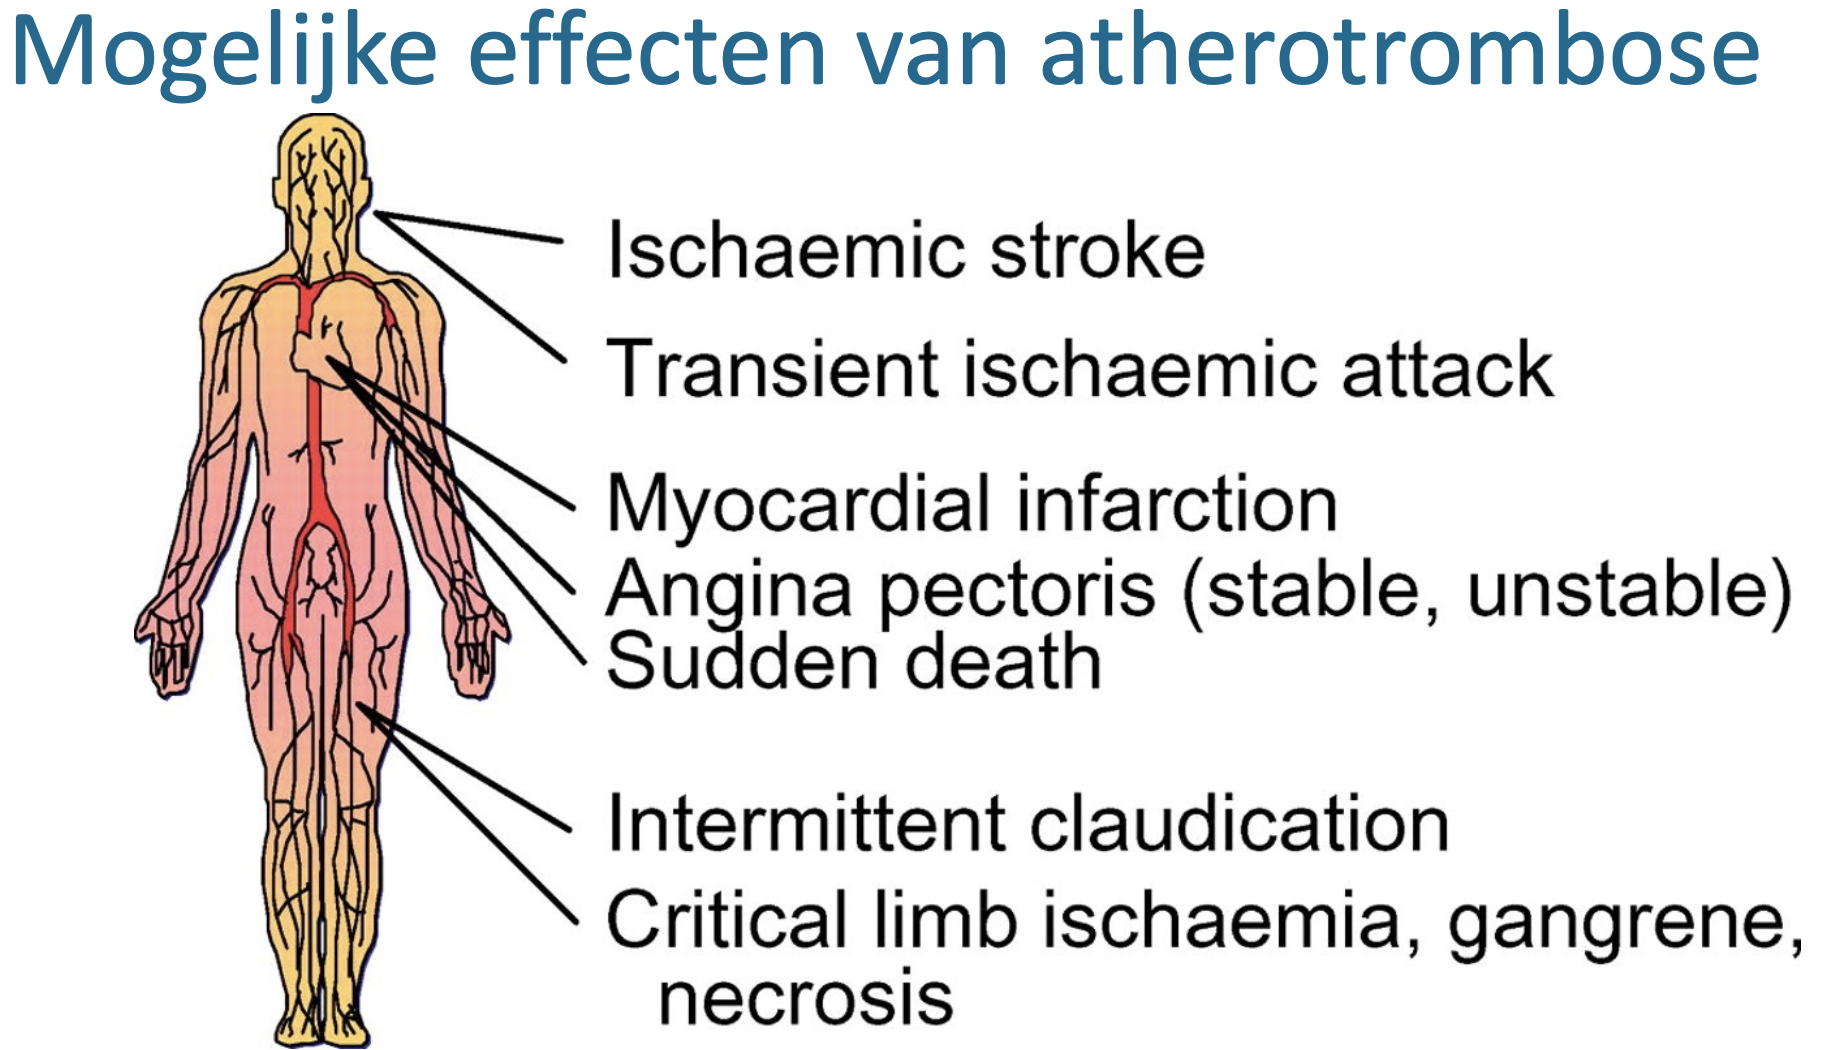 Mogelijke effecten van atherotrombose
Ischaemic stroke
Transient ischaemic attack
Myocardial infarction
Angina pectoris (stable, unstable)
Sudden death
Intermittent claudication
Critical limb ischaemia, gangrene,
necrosis